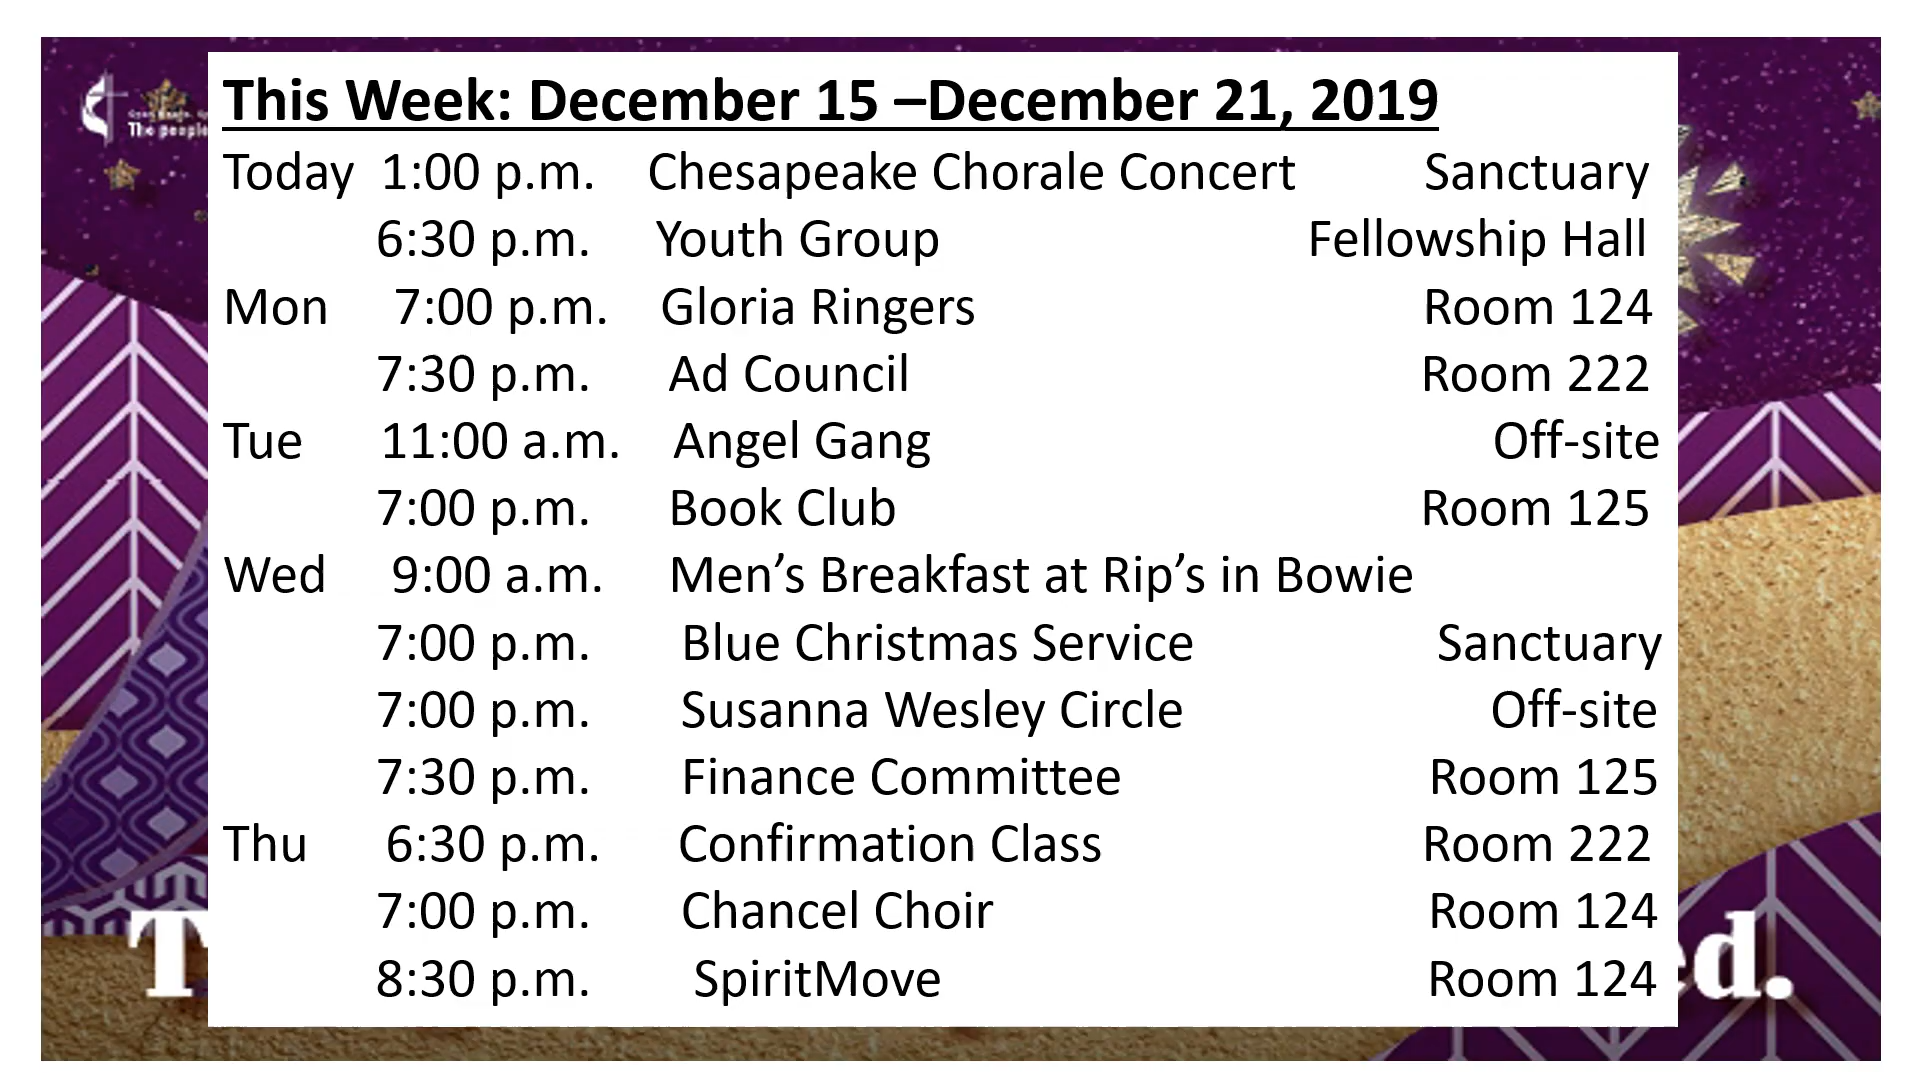 This Week: December 15 –December 21, 2019
The people
Today 1:00 p.m. Chesapeake Chorale Concert Sanctuary
6:30 p.m. Youth Group Fellowship Hall
Mon 7:00 p.m. Gloria Ringers Room 124
7:30 p.m. Ad Council Room 222
Tue 11:00 a.m. Angel Gang Off-site
7:00 p.m. Book Club Room 125
Wed 9:00 a.m. Men’s Breakfast at Rip’s in Bowie
7:00 p.m. Blue Christmas Service Sanctuary
7:00 p.m. Susanna Wesley Circle Off-site
7:30 p.m. Finance Committee Room 125
Thu 6:30 p.m. Confirmation Class Room 222
7:00 p.m. Chancel Choir Room 124
8:30 p.m. SpiritMove Room 124